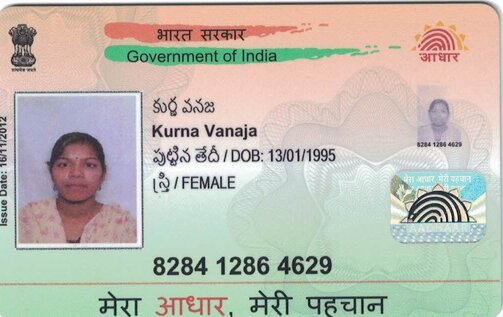 भारत सरकार
Government of India
आधार
Issue Date: 16/11/2012
కుర్ణ వనజ
Kurna Vanaja
పుట్టిన తేదీ / DOB: 13/01/1995
స్త్రీ / FEMALE
8284 1286 4629
मेरा आधार, मेरी पहचान
AADHAAR
8284 1286 4629
मेरा आधार, मेरी पहचान